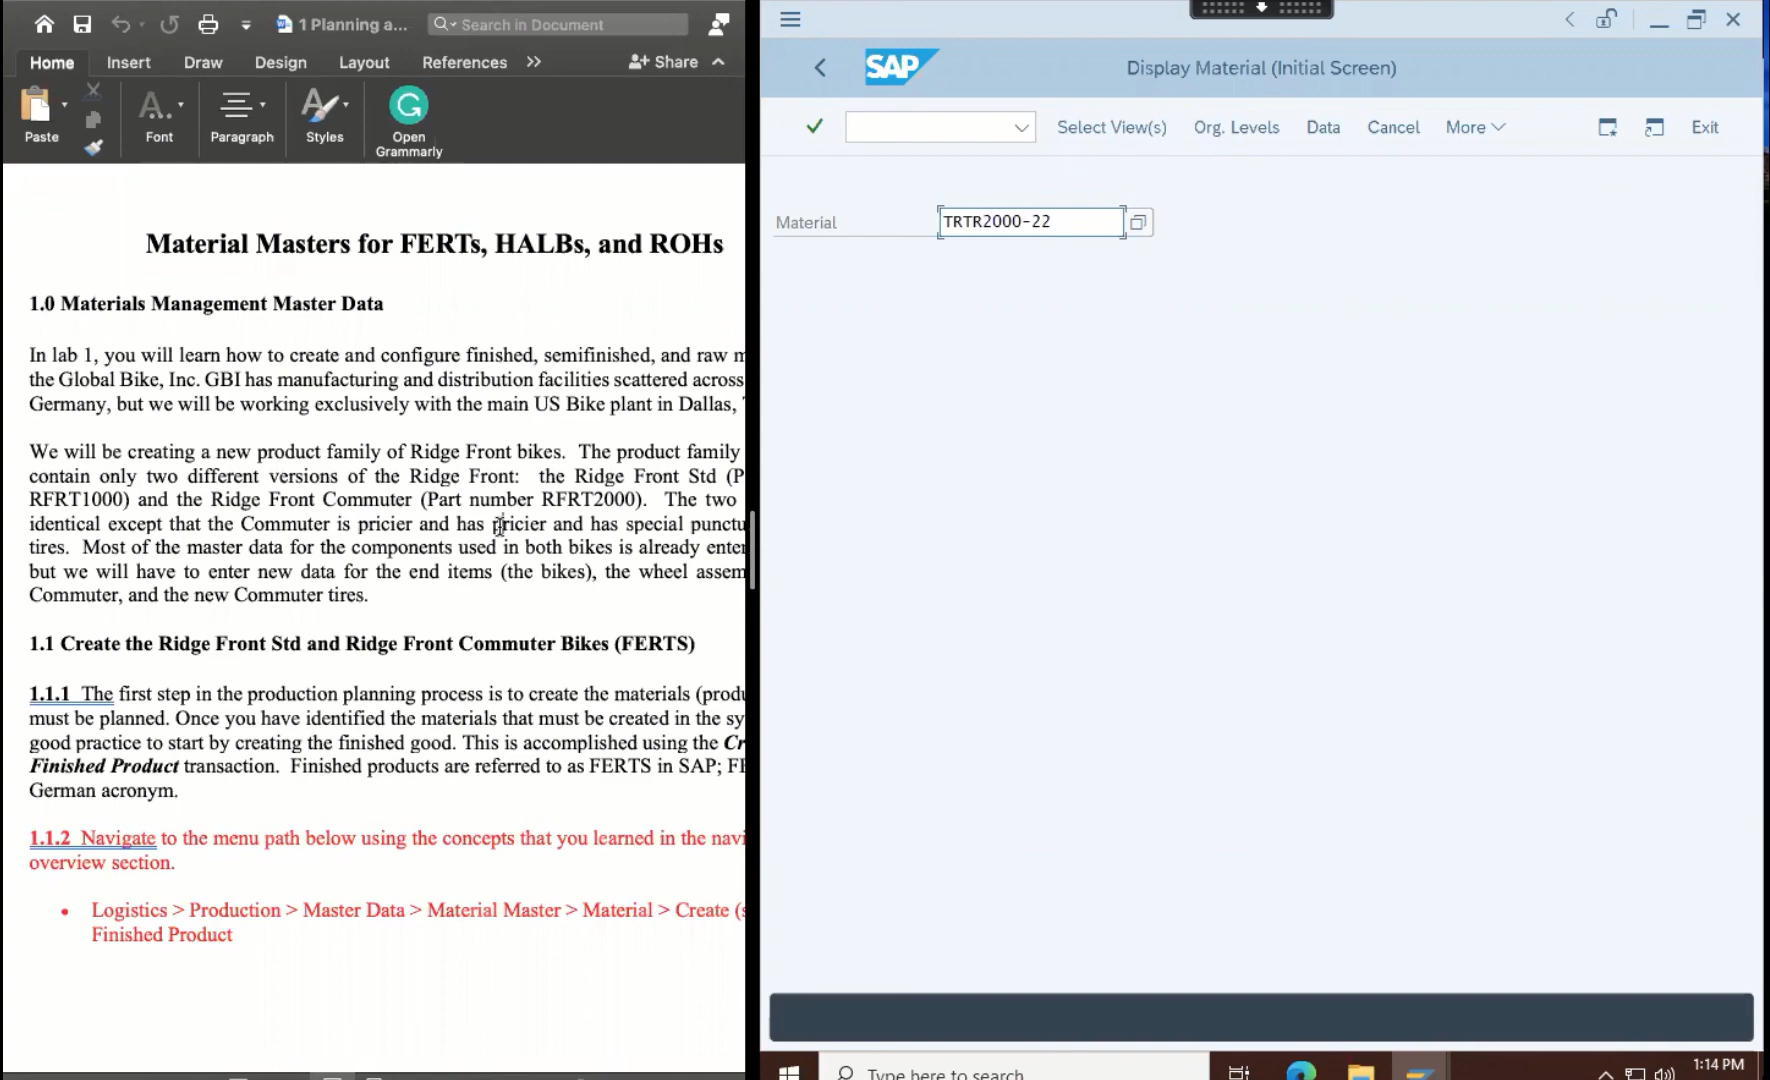 1 Planning a...
Search in Document
Home
Insert
Draw
Design
Layout
References
Share
Paste
Font
Paragraph
Styles
Open
Grammarly
Material Masters for FERTs, HALBs, and ROHs
1.0 Materials Management Master Data
In lab 1, you will learn how to create and configure finished, semifinished, and raw m
the Global Bike, Inc. GBI has manufacturing and distribution facilities scattered across
Germany, but we will be working exclusively with the main US Bike plant in Dallas,
We will be creating a new product family of Ridge Front bikes. The product family
contain only two different versions of the Ridge Front: the Ridge Front Std (P
RFRT1000) and the Ridge Front Commuter (Part number RFRT2000). The two
identical except that the Commuter is pricier and has pricier and has special punctu
tires. Most of the master data for the components used in both bikes is already enter
but we will have to enter new data for the end items (the bikes), the wheel assem
Commuter, and the new Commuter tires.
1.1 Create the Ridge Front Std and Ridge Front Commuter Bikes (FERTS)
1.1.1 The first step in the production planning process is to create the materials (produ
must be planned. Once you have identified the materials that must be created in the sy
good practice to start by creating the finished good. This is accomplished using the Cr
Finished Product transaction. Finished products are referred to as FERTS in SAP; FE
German acronym.
1.1.2 Navigate to the menu path below using the concepts that you learned in the navi
overview section.
• Logistics > Production > Master Data > Material Master > Material > Create (s
Finished Product
SAP
Display Material (Initial Screen)
Select View(s)
Org. Levels
Data
Cancel
More
Exit
Material
TRTR2000-22
Type here to search
1:14 PM